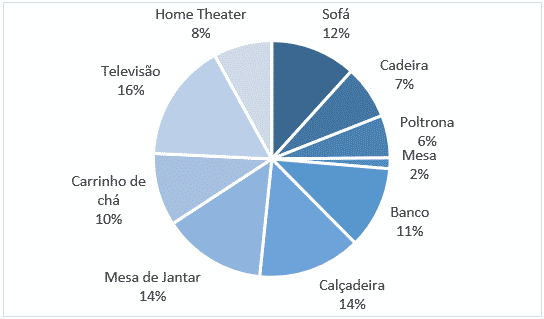 Home Theater
8%
Sofá
12%
Cadeira
7%
Poltrona
6%
Mesa
2%
Banco
11%
Calçadeira
14%
Mesa de Jantar
14%
Carrinho de
chá
10%
Televisão
16%